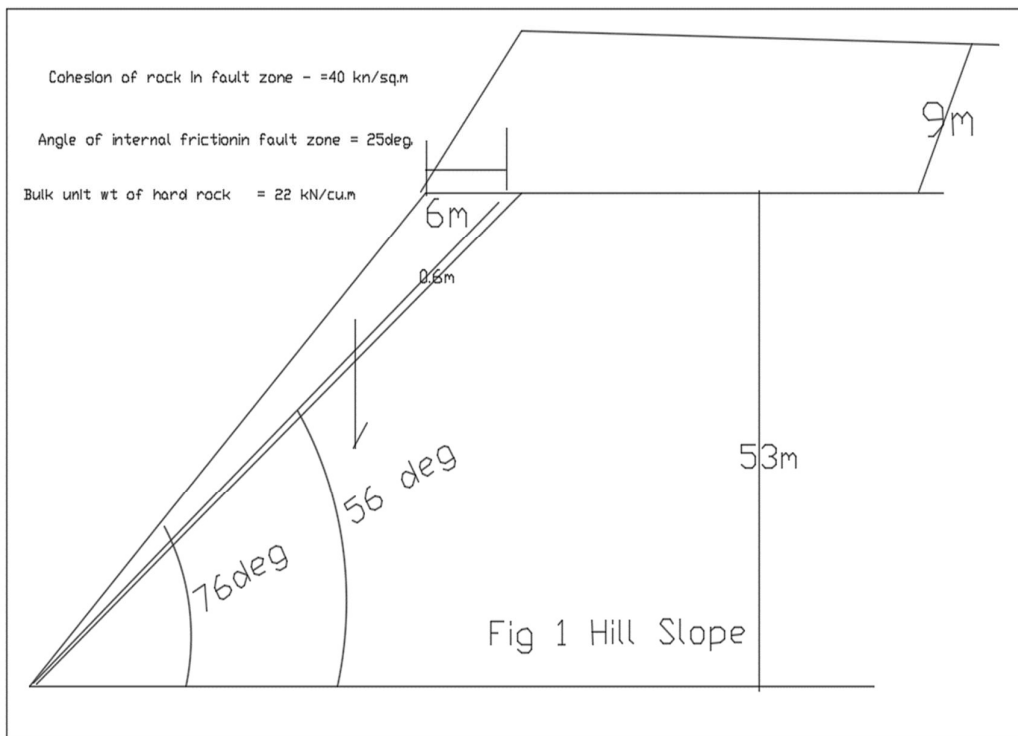 Cohesion of rock in fault zone - =40 kn/sq.m
Angle of internal frictionin fault zone = 25deg.
Bulk unit wt of hard rock = 22 kN/cu.m
9m
6m
0.6m
53m
56 deg
76deg
Fig 1 Hill Slope